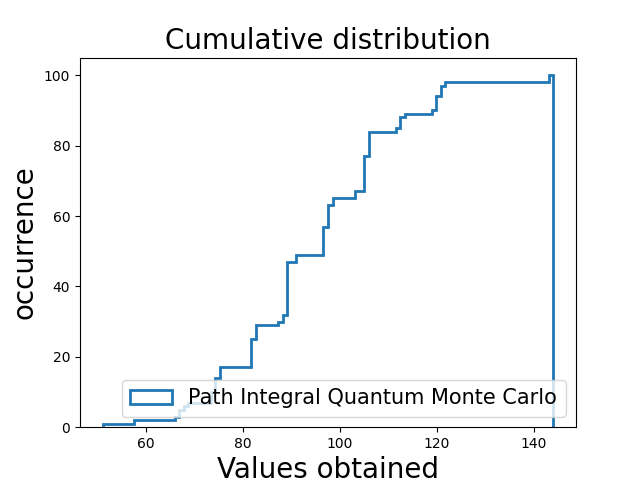 Cumulative distribution
100
80
60
40
20
0
occurrence
Path Integral Quantum Monte Carlo
60 80 100 120 140
Values obtained